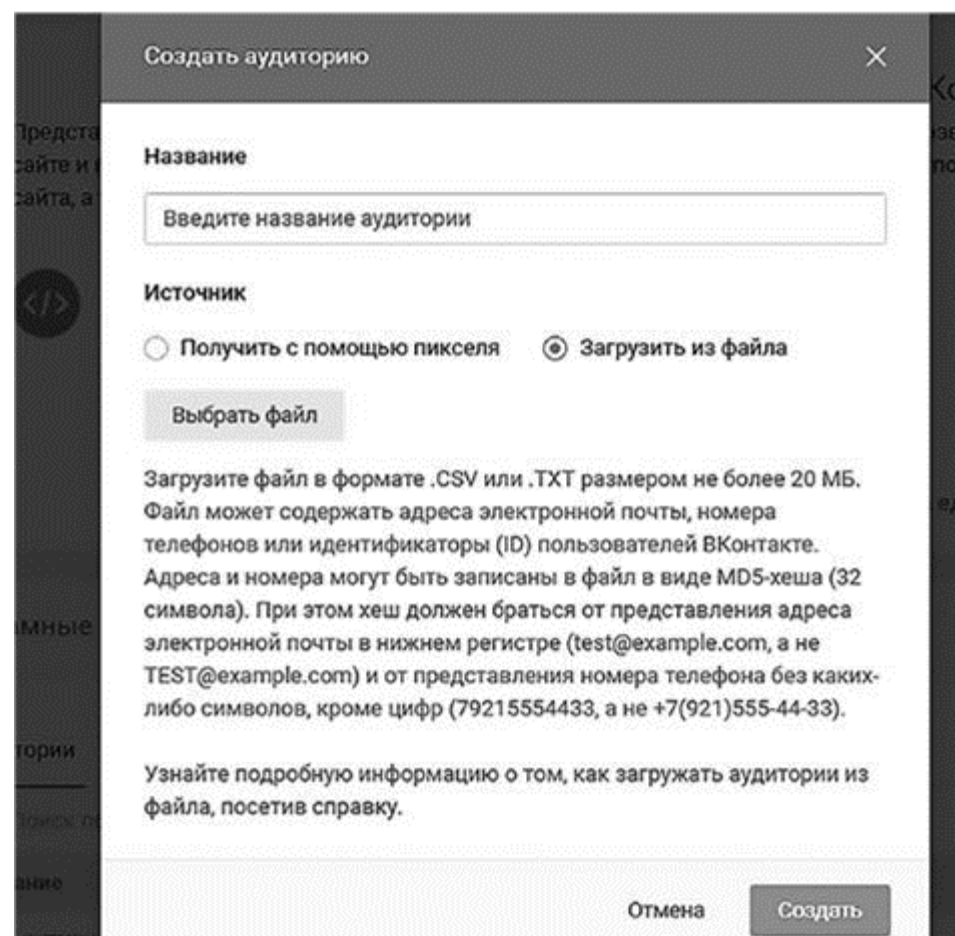 Создать аудиторию
Название
Введите название аудитории
Источник
Получить с помощью пикселя
Загрузить из файла
Выбрать файл
Загрузите файл в формате .CSV или .TXT размером не более 20 МБ.
Файл может содержать адреса электронной почты, номера
телефонов или идентификаторы (ID) пользователей ВКонтакте.
Адреса и номера могут быть записаны в файл в виде MD5-хеша (32
символа). При этом хеш должен браться от представления адреса
электронной почты в нижнем регистре (test@example.com, а не
TEST@example.com) и от представления номера телефона без каких-
либо символов, кроме цифр (79215554433, а не +7(921)555-44-33).
Узнайте подробную информацию о том, как загружать аудитории из
файла, посетив справку.
Отмена
Создать